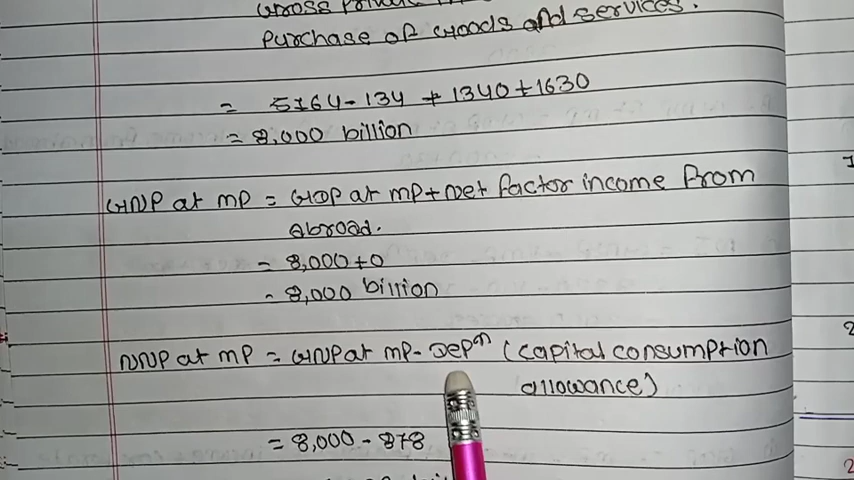 Gross Private
Purchase of Goods and Services.
= 5164 - 134 + 1340 + 1630
= 8,000 billion
GNP at MP = GDP at MP + Net factor income from
abroad.
= 8,000 + 0
= 8,000 billion
NNP at MP = GNP at MP - Depⁿ (capital consumption
allowance)
= 8,000 - 878